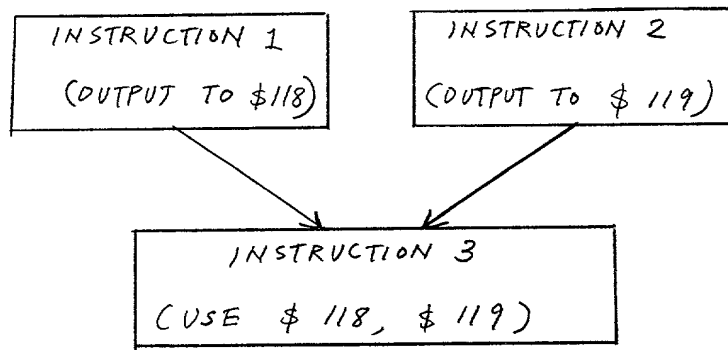 INSTRUCTION 1
(OUTPUT TO $118)
INSTRUCTION 2
(OUTPUT TO $ 119)
INSTRUCTION 3
(USE $ 118, $ 119)